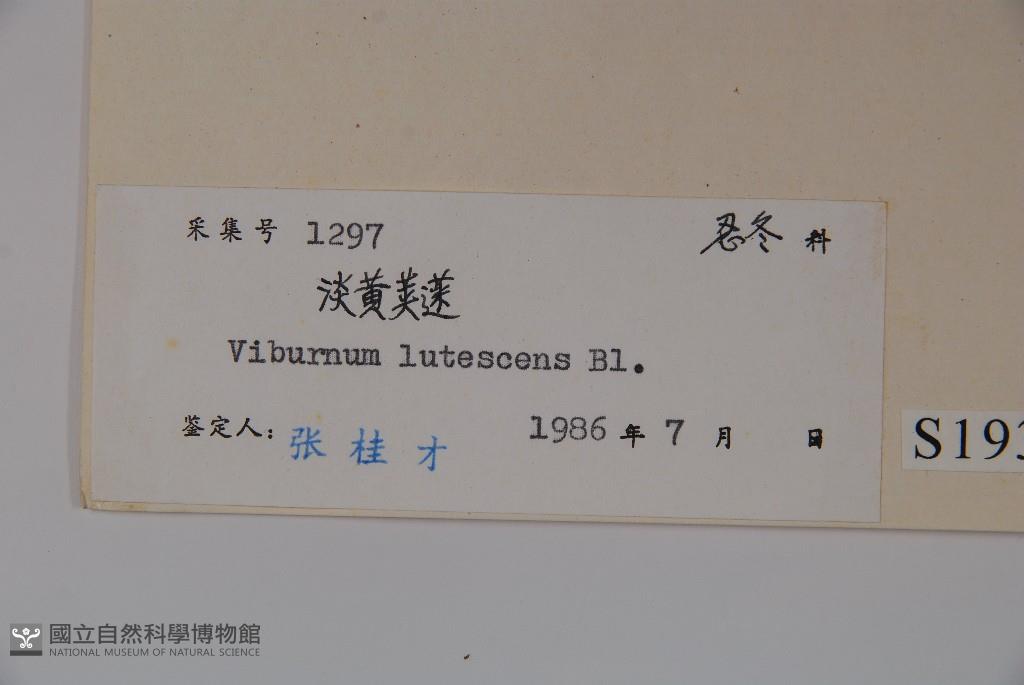 采集号 1297 忍冬 科
淡黄荚蒾
Viburnum lutescens Bl.
鉴定人: 张桂才 1986 年 7 月 日
S193
國立自然科學博物館
NATIONAL MUSEUM OF NATURAL SCIENCE